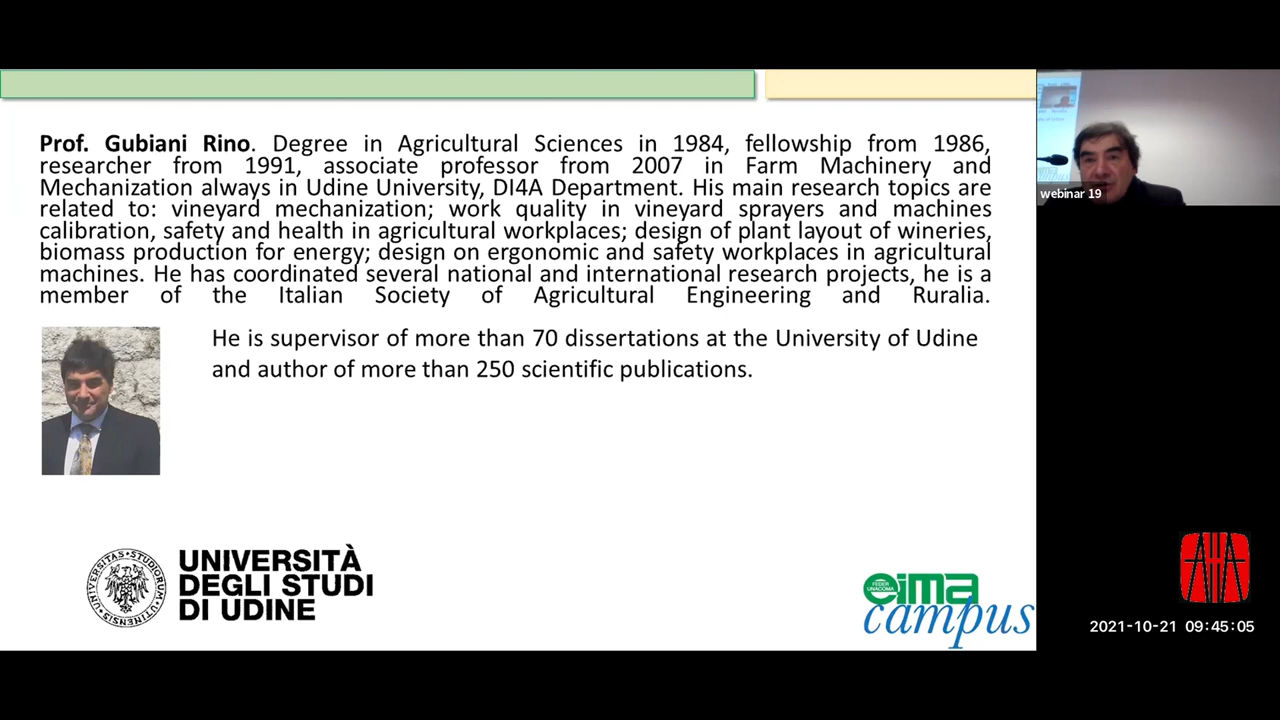 Prof. Gubiani Rino. Degree in Agricultural Sciences in 1984, fellowship from 1986,
researcher from 1991, associate professor from 2007 in Farm Machinery and
Mechanization always in Udine University, DI4A Department. His main research topics are
related to: vineyard mechanization; work quality in vineyard sprayers and machines
calibration, safety and health in agricultural workplaces; design of plant layout of wineries,
biomass production for energy; design on ergonomic and safety workplaces in agricultural
machines. He has coordinated several national and international research projects, he is a
member of the Italian Society of Agricultural Engineering and Ruralia.
He is supervisor of more than 70 dissertations at the University of Udine
and author of more than 250 scientific publications.
webinar 19
UNIVERSITAS STUDIORUM UTINENSIS
UNIVERSITÀ
DEGLI STUDI
DI UDINE
FEDER
UNACOMA
eima
campus
2021-10-21 09:45:05